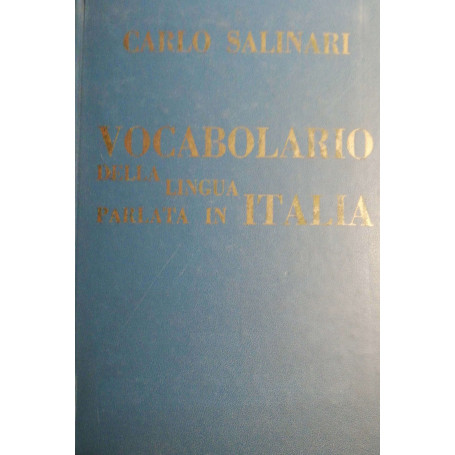 CARLO SALINARI
VOCABOLARIO
DELLA LINGUA
PARLATA IN ITALIA